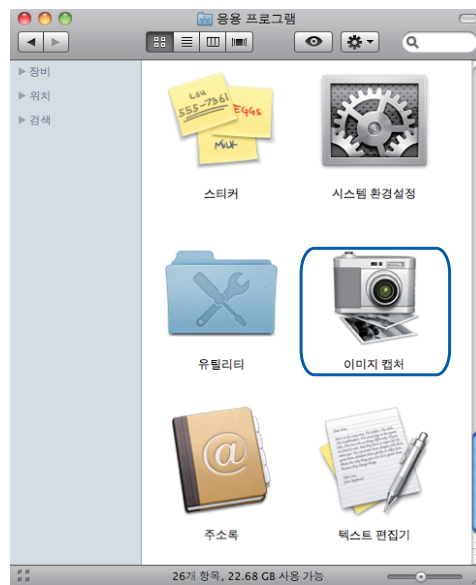 응용 프로그램
장비
위치
검색
Lou
555-7361
EGGS
MILK
스티커
시스템 환경설정
유틸리티
이미지 캡처
@
주소록
텍스트 편집기
26개 항목, 22.68 GB 사용 가능